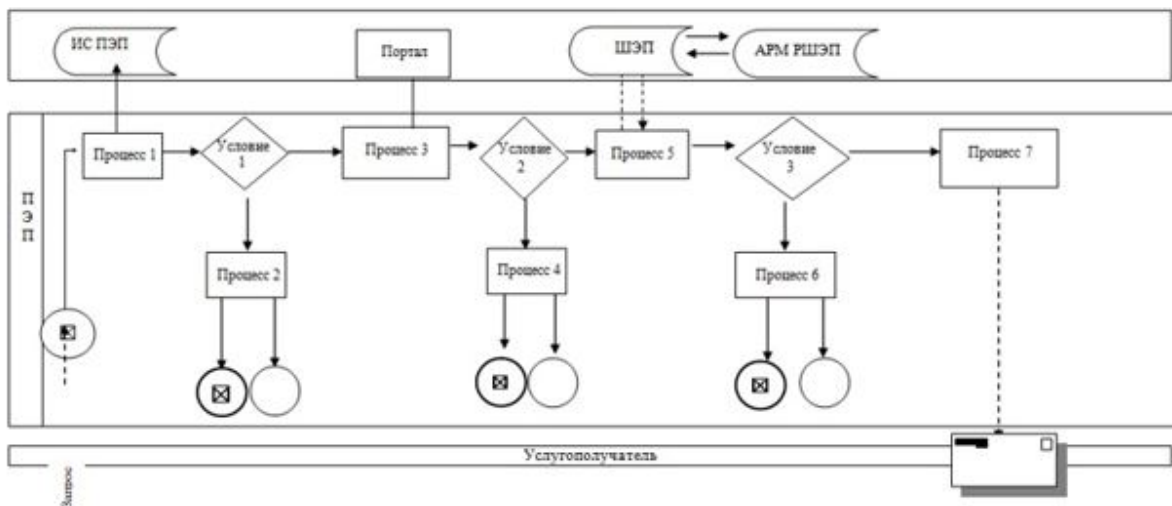 ИС ПЭП
Портал
ШЭП
АРМ РШЭП
Процесс 1
Условие
1
Процесс 3
Условие
2
Процесс 5
Условие
3
Процесс 7
П
Э
П
Процесс 2
Процесс 4
Процесс 6
Услугополучатель
Запрос